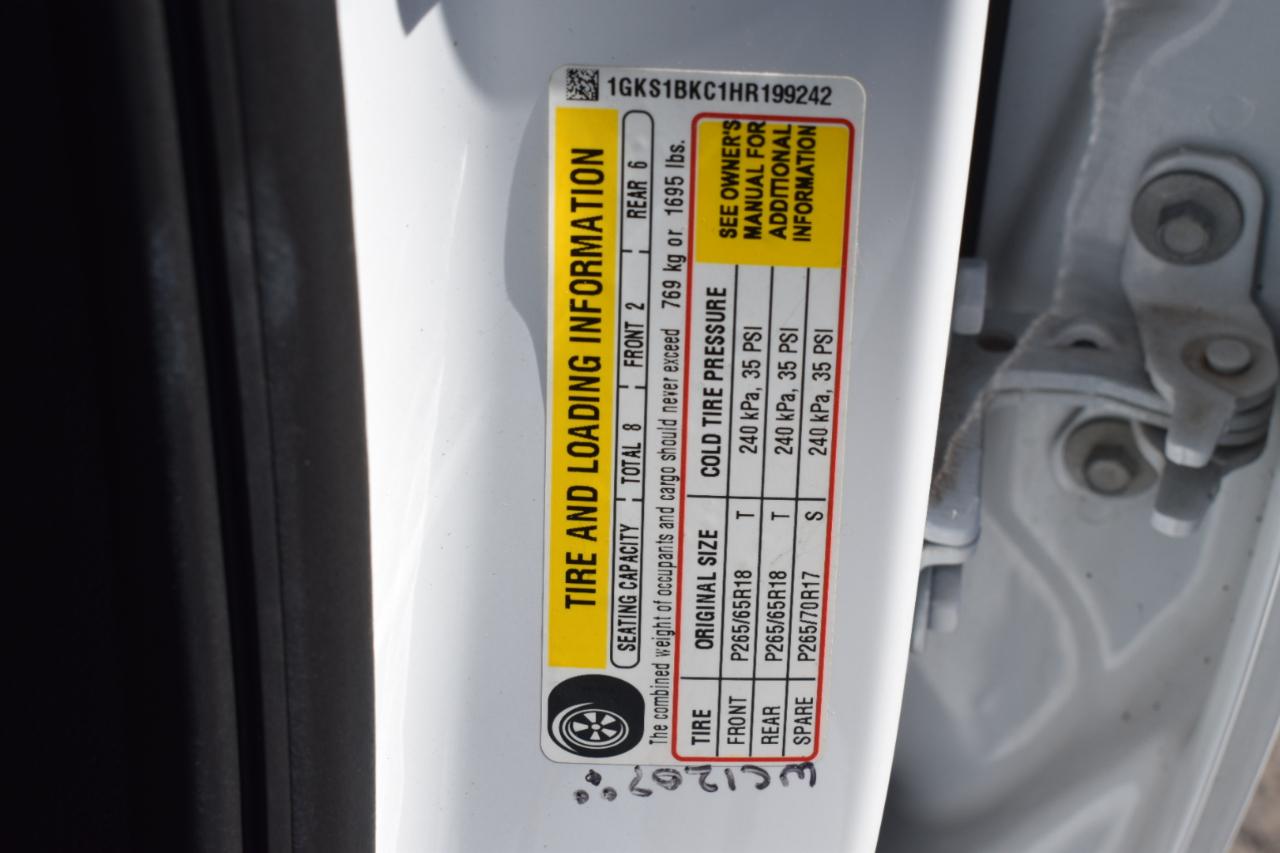 1GKS1BKC1HR199242
TIRE AND LOADING INFORMATION
SEATING CAPACITY TOTAL 8 FRONT 2 REAR 6
The combined weight of occupants and cargo should never exceed 769 kg or 1695 lbs.
TIRE ORIGINAL SIZE COLD TIRE PRESSURE
FRONT P265/65R18 T 240 kPa, 35 PSI
REAR P265/65R18 T 240 kPa, 35 PSI
SPARE P265/70R17 S 240 kPa, 35 PSI
SEE OWNER'S
MANUAL FOR
ADDITIONAL
INFORMATION